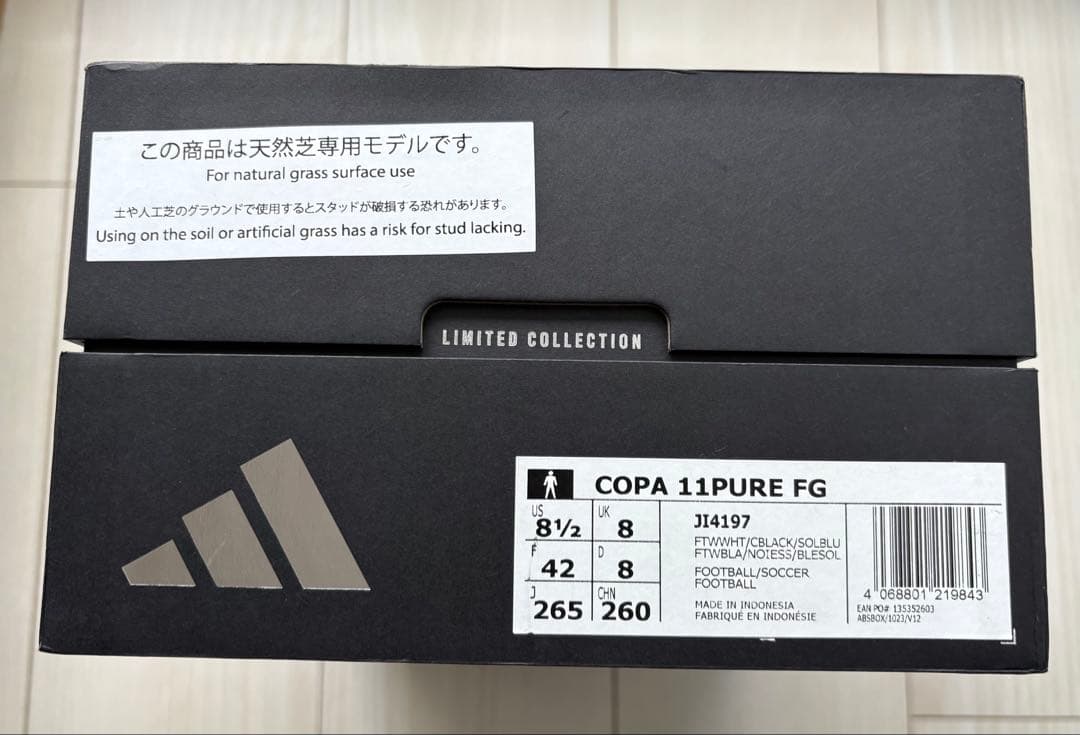 この商品は天然芝専用モデルです。
For natural grass surface use
土や人工芝のグラウンドで使用するとスタッドが破損する恐れがあります。
Using on the soil or artificial grass has a risk for stud lacking.
LIMITED COLLECTION
COPA 11PURE FG
US 8½ UK 8
F 42 D 8
J 265 CHN 260
JI4197
FTWWHT/CBLACK/SOLBLU
FTWBLA/NOIESS/BLESOL
FOOTBALL/SOCCER
FOOTBALL
MADE IN INDONESIA
FABRIQUÉ EN INDONÉSIE
4 068801 219843
EAN PO# 135352603
ABSBOX/1023/V12